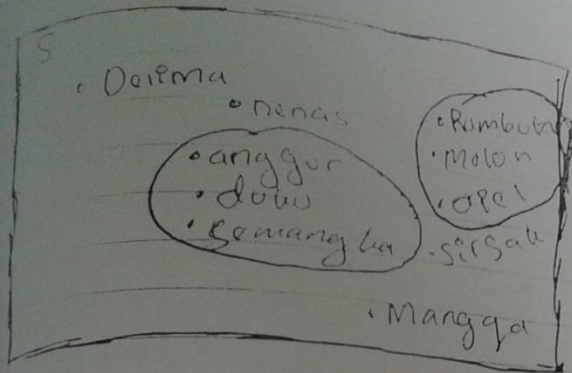 S
. Delima
. nenas
. Rambutan
. anggur
. Melon
. duku
. apel
. semangka
. sirsak
. Mangga